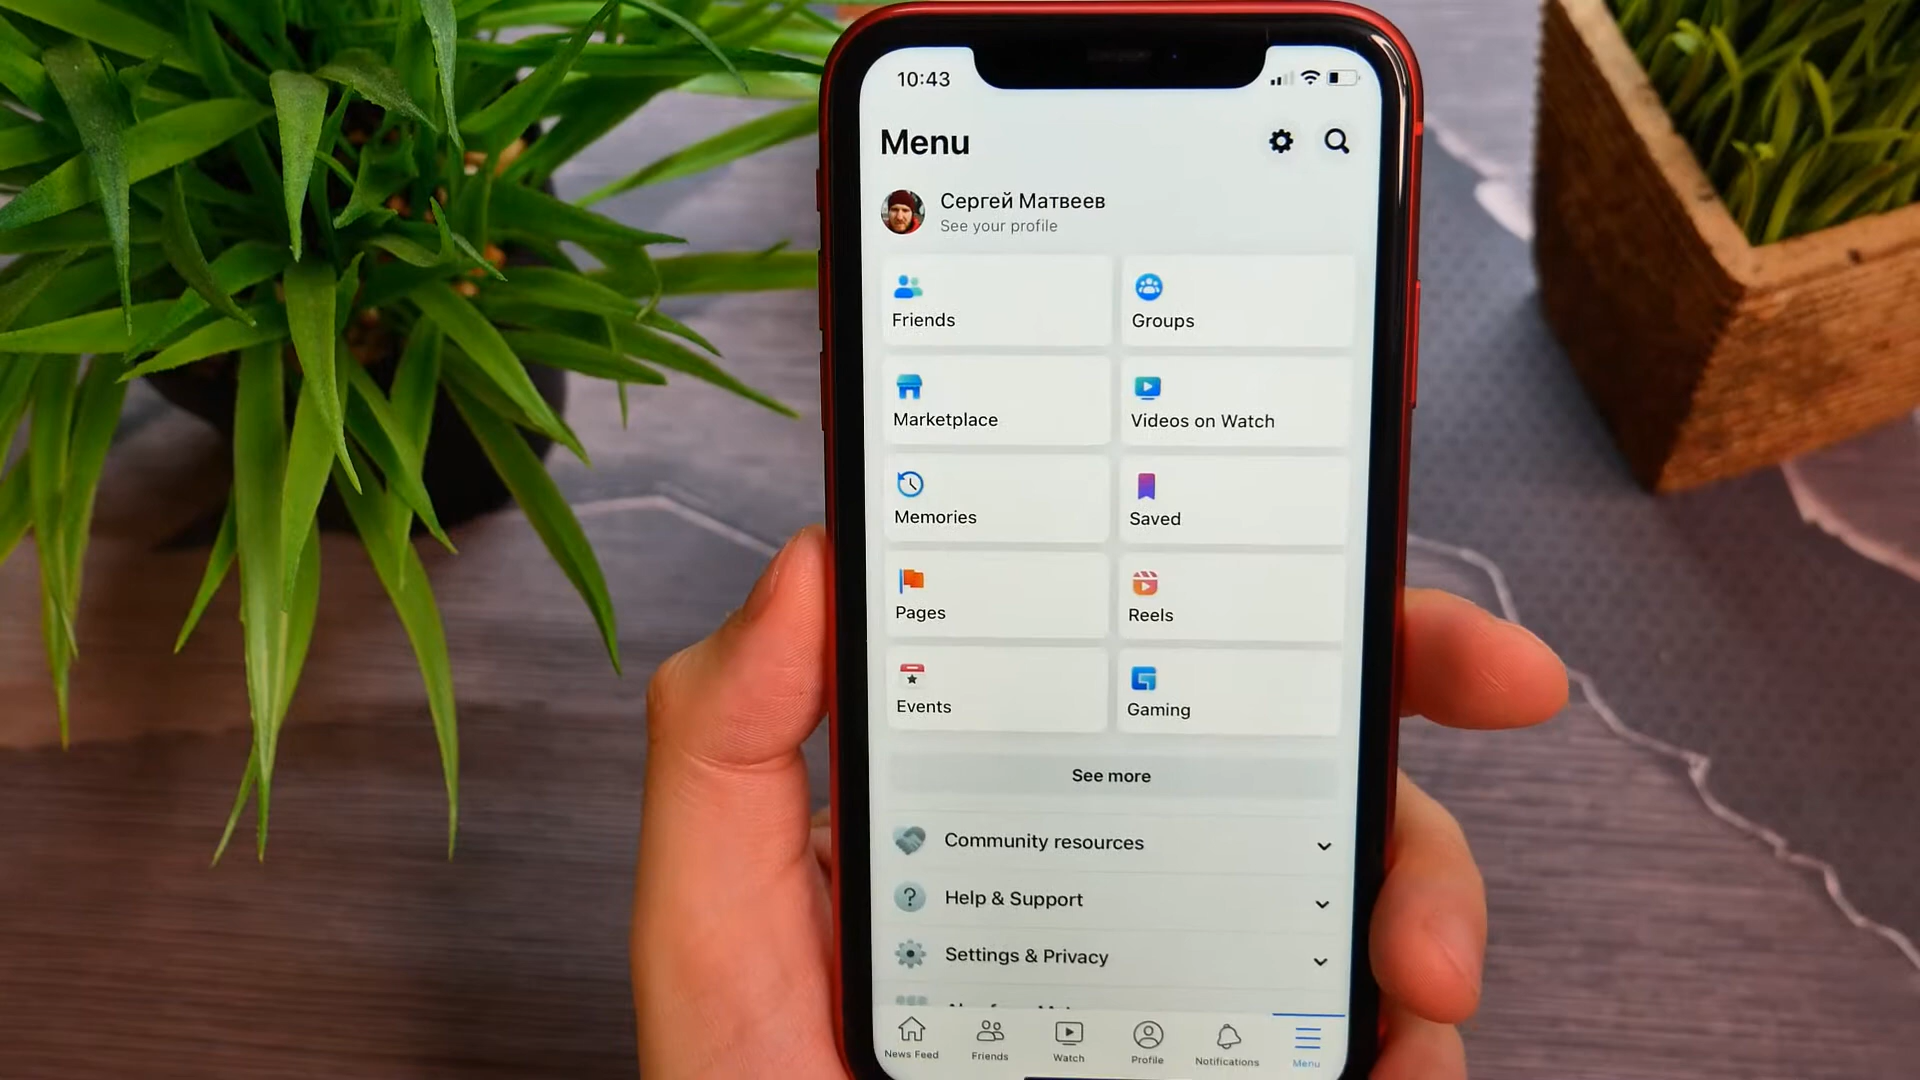 10:43
Menu
Сергей Матвеев
See your profile
Friends
Groups
Marketplace
Videos on Watch
Memories
Saved
Pages
Reels
Events
Gaming
See more
Community resources
Help & Support
Settings & Privacy
News Feed
Friends
Watch
Profile
Notifications
Menu